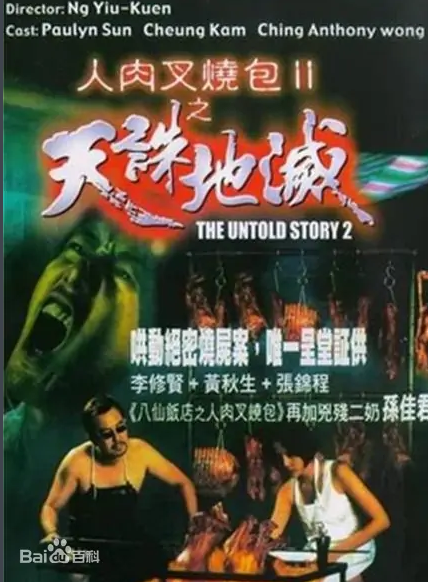 Director: Ng Yiu-Kuen
Cast: Paulyn Sun Cheung Kam Ching Anthony wong
人肉叉燒包II
之
天誅地滅
THE UNTOLD STORY 2
哄動絕密燒屍案，唯一呈堂証供
李修賢+黃秋生+張錦程
《八仙飯店之人肉叉燒包》再加兇殘二奶 孫佳君
Bai百科